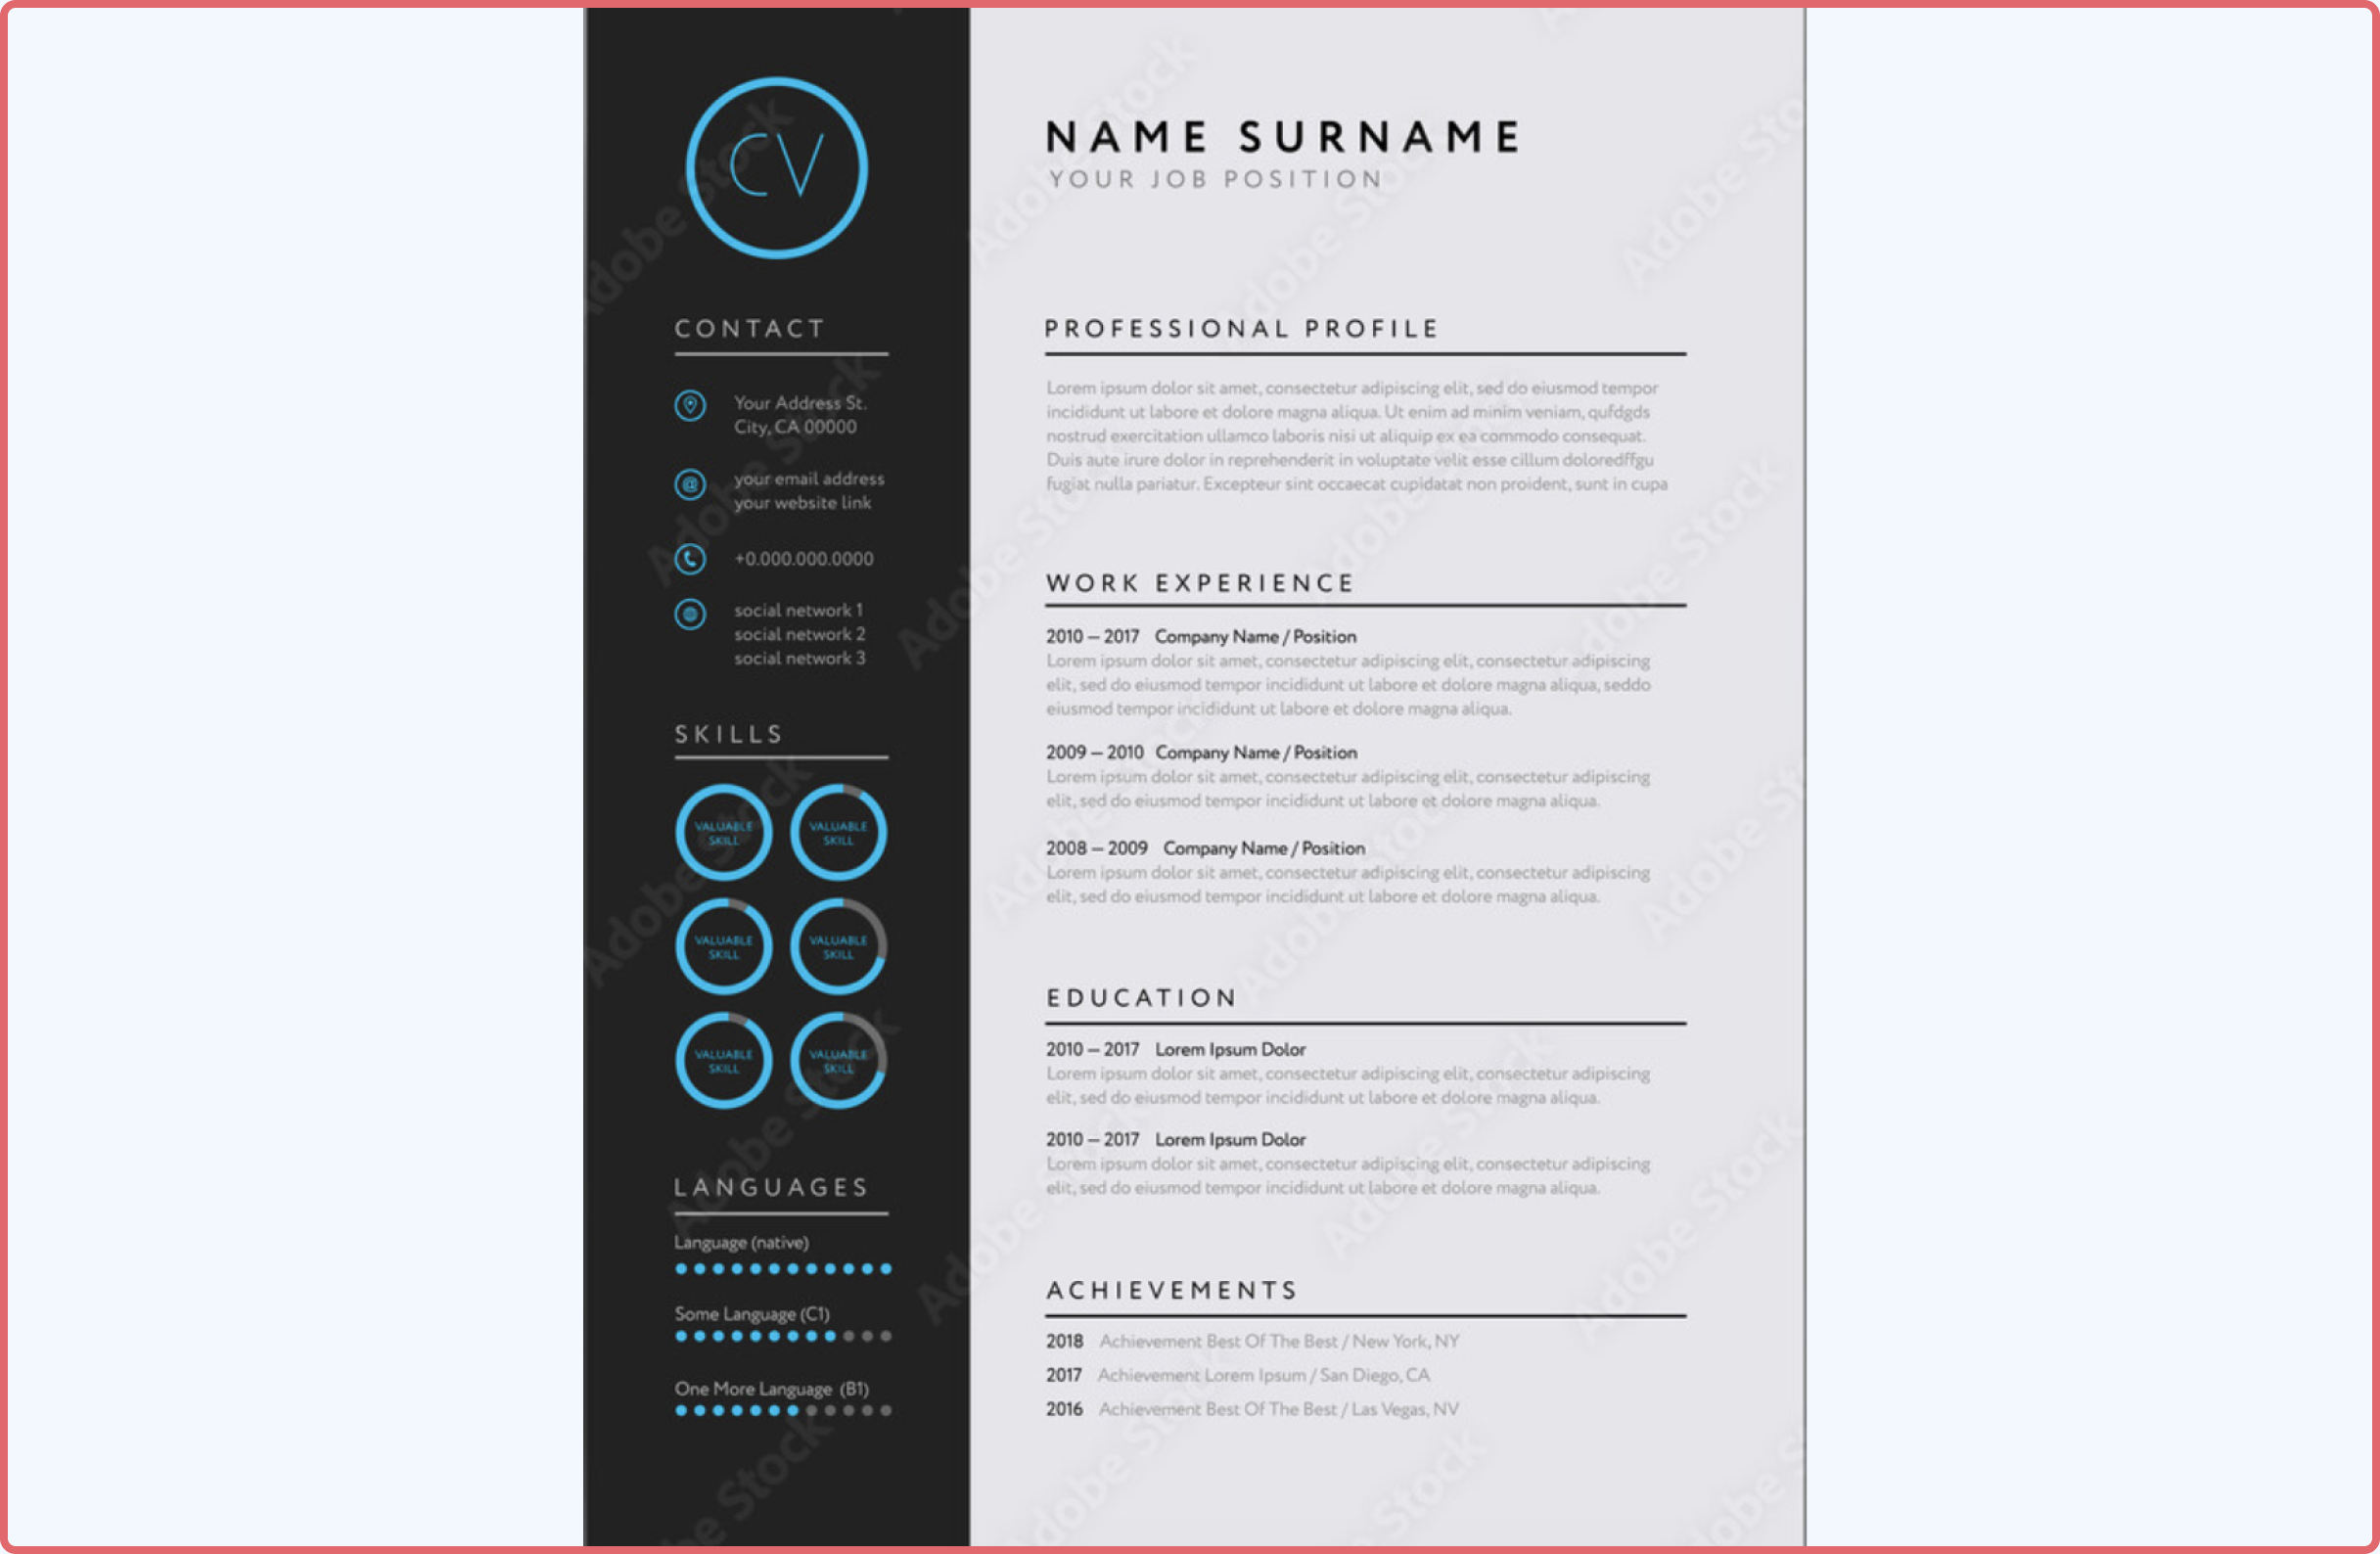 CV
CONTACT
Your Address St.
City, CA 00000
your email address
your website link
+0.000.000.0000
social network 1
social network 2
social network 3
SKILLS
VALUABLE
SKILL
VALUABLE
SKILL
VALUABLE
SKILL
VALUABLE
SKILL
VALUABLE
SKILL
VALUABLE
SKILL
LANGUAGES
Language (native)
Some Language (C1)
One More Language (B1)
NAME SURNAME
YOUR JOB POSITION
PROFESSIONAL PROFILE
Lorem ipsum dolor sit amet, consectetur adipiscing elit, sed do eiusmod tempor
incididunt ut labore et dolore magna aliqua. Ut enim ad minim veniam, qufdgds
nostrud exercitation ullamco laboris nisi ut aliquip ex ea commodo consequat.
Duis aute irure dolor in reprehenderit in voluptate velit esse cillum doloredffgu
fugiat nulla pariatur. Excepteur sint occaecat cupidatat non proident, sunt in cupa
WORK EXPERIENCE
2010 – 2017 Company Name / Position
Lorem ipsum dolor sit amet, consectetur adipiscing elit, consectetur adipiscing
elit, sed do eiusmod tempor incididunt ut labore et dolore magna aliqua, seddo
eiusmod tempor incididunt ut labore et dolore magna aliqua.
2009 – 2010 Company Name / Position
Lorem ipsum dolor sit amet, consectetur adipiscing elit, consectetur adipiscing
elit, sed do eiusmod tempor incididunt ut labore et dolore magna aliqua.
2008 – 2009 Company Name / Position
Lorem ipsum dolor sit amet, consectetur adipiscing elit, consectetur adipiscing
elit, sed do eiusmod tempor incididunt ut labore et dolore magna aliqua.
EDUCATION
2010 – 2017 Lorem Ipsum Dolor
Lorem ipsum dolor sit amet, consectetur adipiscing elit, consectetur adipiscing
elit, sed do eiusmod tempor incididunt ut labore et dolore magna aliqua.
2010 – 2017 Lorem Ipsum Dolor
Lorem ipsum dolor sit amet, consectetur adipiscing elit, consectetur adipiscing
elit, sed do eiusmod tempor incididunt ut labore et dolore magna aliqua.
ACHIEVEMENTS
2018 Achievement Best Of The Best / New York, NY
2017 Achievement Lorem Ipsum / San Diego, CA
2016 Achievement Best Of The Best / Las Vegas, NV
Adobe Stock